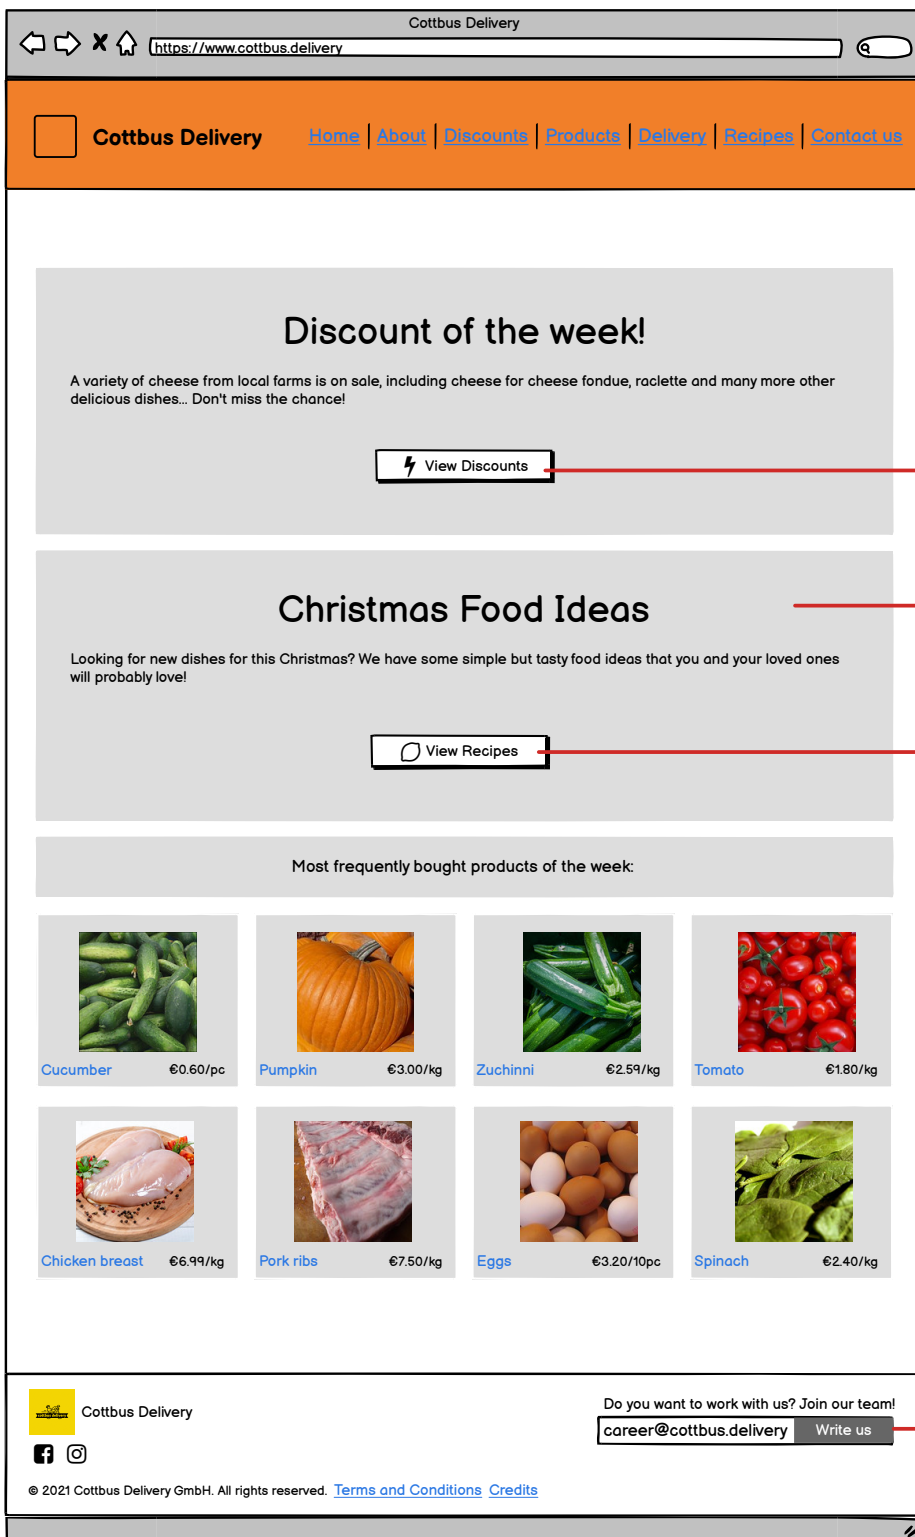 Cottbus Delivery
https://www.cottbus.delivery
Cottbus Delivery
Home | About | Discounts | Products | Delivery | Recipes | Contact us
Discount of the week!
A variety of cheese from local farms is on sale, including cheese for cheese fondue, raclette and many more other
delicious dishes... Don't miss the chance!
View Discounts
Christmas Food Ideas
Looking for new dishes for this Christmas? We have some simple but tasty food ideas that you and your loved ones
will probably love!
View Recipes
Most frequently bought products of the week:
Cucumber €0.60/pc
Pumpkin €3.00/kg
Zuchinni €2.59/kg
Tomato €1.80/kg
Chicken breast €6.99/kg
Pork ribs €7.50/kg
Eggs €3.20/10pc
Spinach €2.40/kg
Cottbus Delivery
Do you want to work with us? Join our team!
career@cottbus.delivery Write us
© 2021 Cottbus Delivery GmbH. All rights reserved. Terms and Conditions Credits